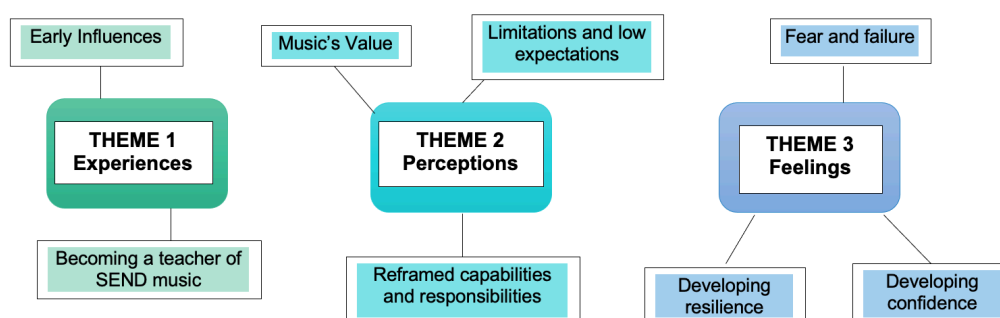 Early Influences
THEME 1
Experiences
Becoming a teacher of
SEND music
Music's Value
Limitations and low
expectations
THEME 2
Perceptions
Reframed capabilities
and responsibilities
Fear and failure
THEME 3
Feelings
Developing
resilience
Developing
confidence